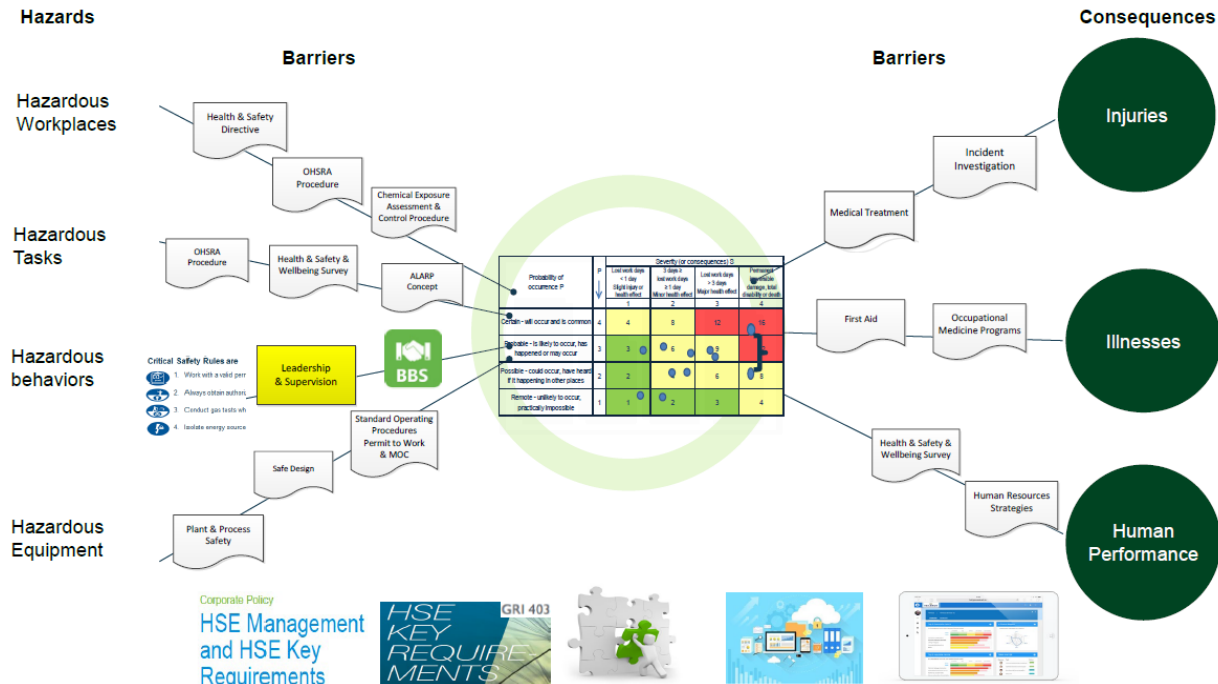 Hazards
Consequences
Barriers
Barriers
Hazardous
Workplaces
Health & Safety
Directive
OHSRA
Procedure
Chemical Exposure
Assessment &
Control Procedure
Incident
Investigation
Medical Treatment
Injuries
Hazardous
Tasks
OHSRA
Procedure
Health & Safety
& Wellbeing Survey
ALARP
Concept
Probability of
occurrence P
P
Severity (or consequences) S
Lost work days
< 1 day
Slight injury or
health effect
3 days ≥
lost work days
≥ 1 day
Minor health effect
Lost work days
> 3 days
Major health effect
Permanent
damage, total
disability or death
1 2 3 4
Certain - will occur and is common 4 4 8 12 16
Probable - is likely to occur, has
happened or may occur
3 3 6 9
Possible - could occur, have heard
if it happening in other places
2 2 6 8
Remote - unlikely to occur,
practically impossible
1 1 2 3 4
First Aid
Occupational
Medicine Programs
Illnesses
Hazardous
behaviors
Critical Safety Rules are
1. Work with a valid perr
2. Always obtain authori
3. Conduct gas tests wh
4. Isolate energy source
Leadership
& Supervision
BBS
Standard Operating
Procedures
Permit to Work
& MOC
Safe Design
Plant & Process
Safety
Hazardous
Equipment
Health & Safety &
Wellbeing Survey
Human Resources
Strategies
Human
Performance
Corporate Policy
HSE Management
and HSE Key
Requirements
HSE
KEY
REQUIRE-
MENTS
GRI 403